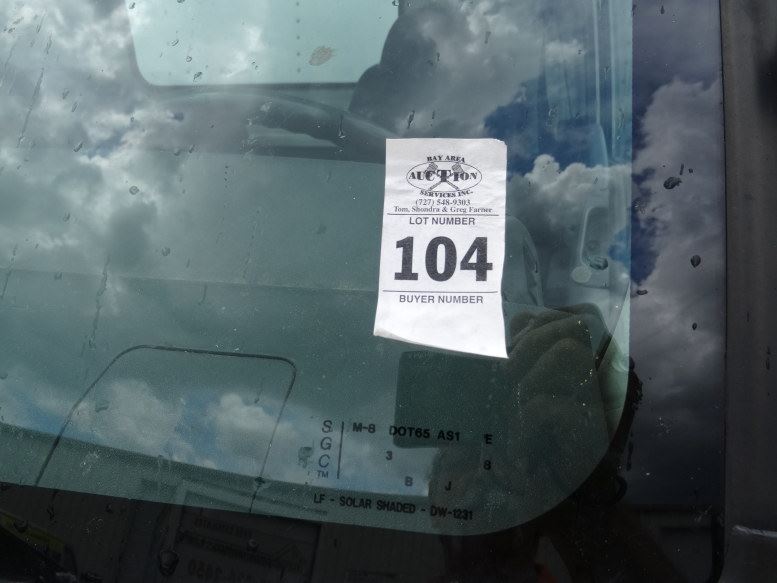 BAY AREA
AUCTION
SERVICES INC.
(727) 548-9303
Tom, Shondra & Greg Farner
LOT NUMBER
104
BUYER NUMBER
SGC™
M-8 DOT65 AS1 E
3 8
B J
LF - SOLAR SHADED - DW-1231